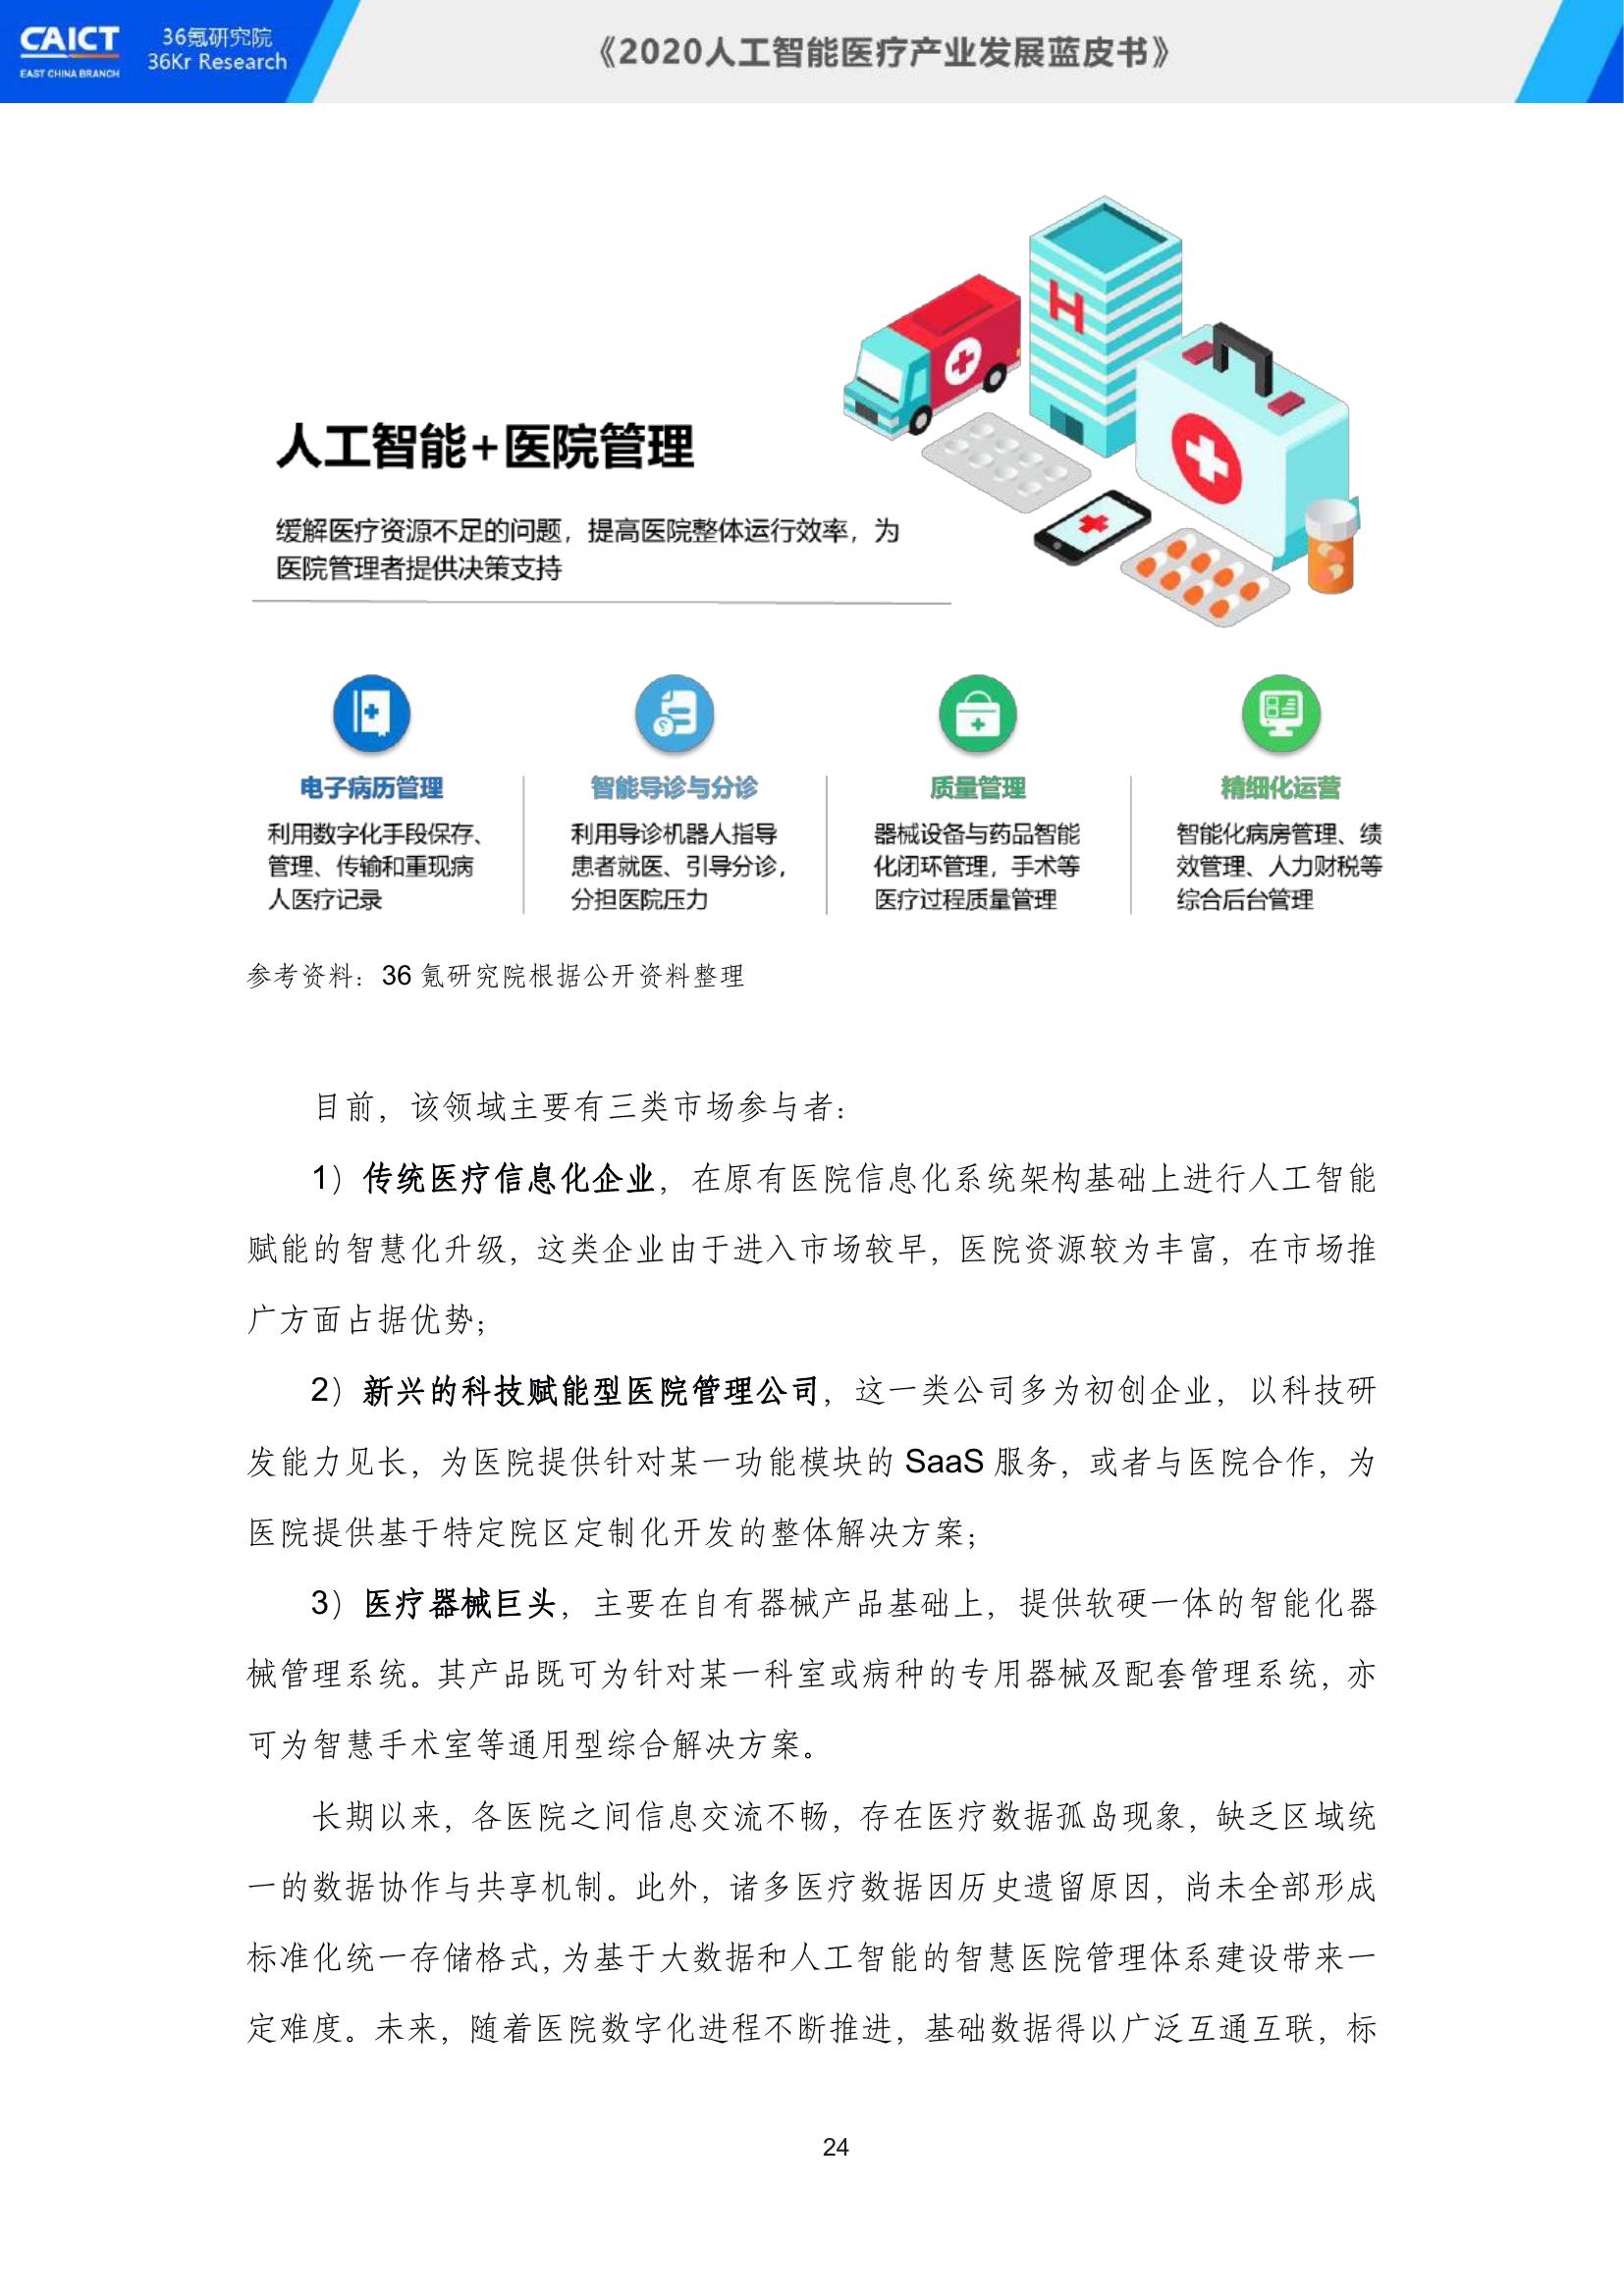 CAICT
EAST CHINA BRANCH
36氪研究院
36Kr Research
《2020人工智能医疗产业发展蓝皮书》
H
人工智能+医院管理
缓解医疗资源不足的问题，提高医院整体运行效率，为
医院管理者提供决策支持
电子病历管理
利用数字化手段保存、
管理、传输和重现病
人医疗记录
智能导诊与分诊
利用导诊机器人指导
患者就医、引导分诊，
分担医院压力
质量管理
器械设备与药品智能
化闭环管理，手术等
医疗过程质量管理
精细化运营
智能化病房管理、绩
效管理、人力财税等
综合后台管理
参考资料：36 氪研究院根据公开资料整理
目前，该领域主要有三类市场参与者：
1）传统医疗信息化企业，在原有医院信息化系统架构基础上进行人工智能
赋能的智慧化升级，这类企业由于进入市场较早，医院资源较为丰富，在市场推
广方面占据优势；
2）新兴的科技赋能型医院管理公司，这一类公司多为初创企业，以科技研
发能力见长，为医院提供针对某一功能模块的 SaaS 服务，或者与医院合作，为
医院提供基于特定院区定制化开发的整体解决方案；
3）医疗器械巨头，主要在自有器械产品基础上，提供软硬一体的智能化器
械管理系统。其产品既可为针对某一科室或病种的专用器械及配套管理系统，亦
可为智慧手术室等通用型综合解决方案。
长期以来，各医院之间信息交流不畅，存在医疗数据孤岛现象，缺乏区域统
一的数据协作与共享机制。此外，诸多医疗数据因历史遗留原因，尚未全部形成
标准化统一存储格式，为基于大数据和人工智能的智慧医院管理体系建设带来一
定难度。未来，随着医院数字化进程不断推进，基础数据得以广泛互通互联，标
24